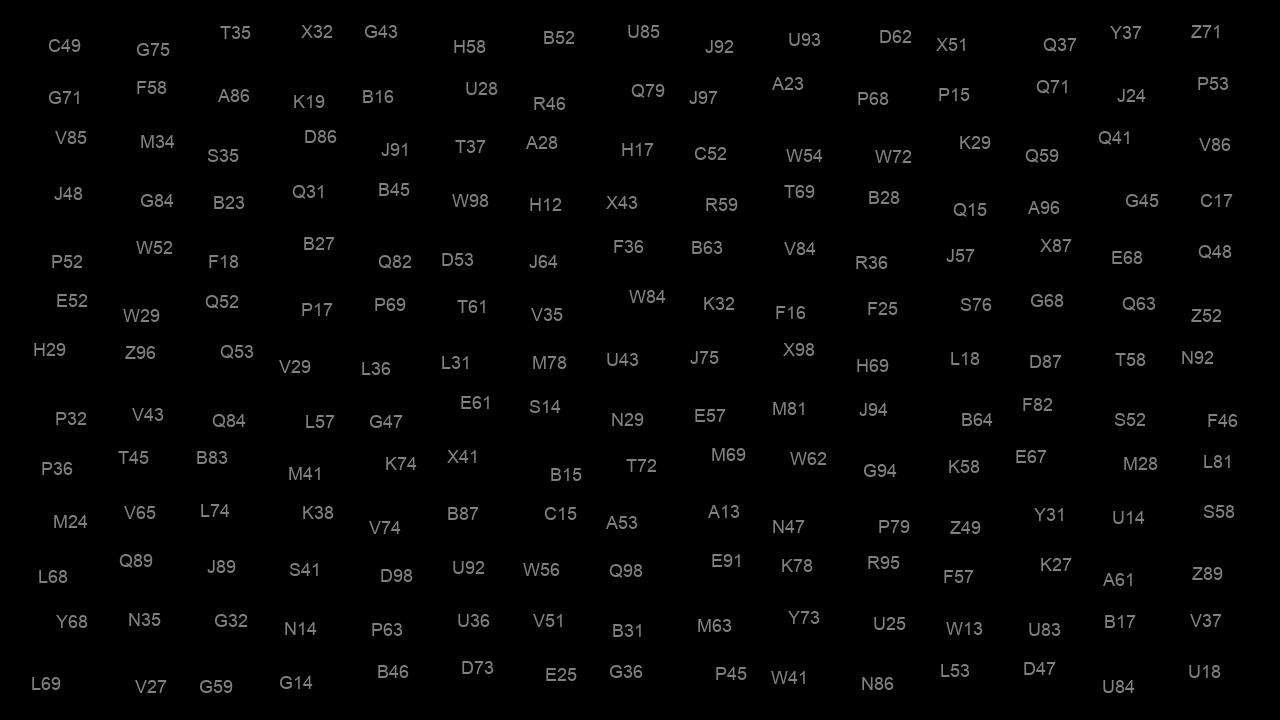 C49 G75 T35 X32 G43 H58 B52 U85 J92 U93 D62 X51 Q37 Y37 Z71
G71 F58 A86 K19 B16 U28 R46 Q79 J97 A23 P68 P15 Q71 J24 P53
V85 M34 S35 D86 J91 T37 A28 H17 C52 W54 W72 K29 Q59 Q41 V86
J48 G84 B23 Q31 B45 W98 H12 X43 R59 T69 B28 Q15 A96 G45 C17
P52 W52 F18 B27 Q82 D53 J64 F36 B63 V84 R36 J57 X87 E68 Q48
E52 W29 Q52 P17 P69 T61 V35 W84 K32 F16 F25 S76 G68 Q63 Z52
H29 Z96 Q53 V29 L36 L31 M78 U43 J75 X98 H69 L18 D87 T58 N92
P32 V43 Q84 L57 G47 E61 S14 N29 E57 M81 J94 B64 F82 S52 F46
P36 T45 B83 M41 K74 X41 B15 T72 M69 W62 G94 K58 E67 M28 L81
M24 V65 L74 K38 V74 B87 C15 A53 A13 N47 P79 Z49 Y31 U14 S58
L68 Q89 J89 S41 D98 U92 W56 Q98 E91 K78 R95 F57 K27 A61 Z89
Y68 N35 G32 N14 P63 U36 V51 B31 M63 Y73 U25 W13 U83 B17 V37
L69 V27 G59 G14 B46 D73 E25 G36 P45 W41 N86 L53 D47 U84 U18